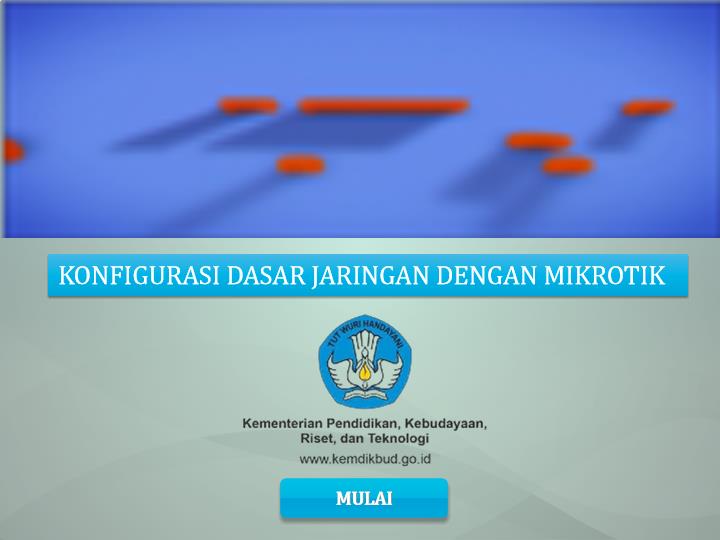 KONFIGURASI DASAR JARINGAN DENGAN MIKROTIK
TUT WURI HANDAYANI
Kementerian Pendidikan, Kebudayaan,
Riset, dan Teknologi
www.kemdikbud.go.id
MULAI